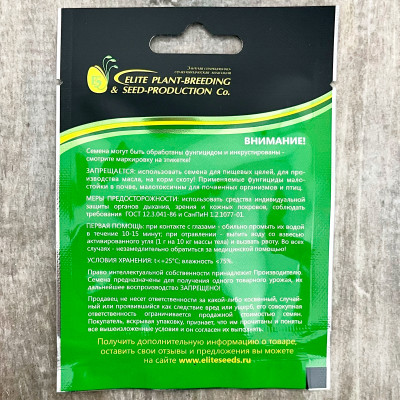 Элитная селекционно-
семеноводческая компания
ELITE PLANT-BREEDING
& SEED-PRODUCTION Co.
ВНИМАНИЕ!
Семена могут быть обработаны фунгицидом и инкрустированы -
смотрите маркировку на этикетке!
ЗАПРЕЩАЕТСЯ: использовать семена для пищевых целей, для про-
изводства масла, на корм скоту! Применяемые фунгициды мало-
стойки в почве, малотоксичны для почвенных организмов и птиц.
МЕРЫ ПРЕДОСТОРОЖНОСТИ: использовать средства индивидуальной
защиты органов дыхания, зрения и кожных покровов, соблюдать
требования ГОСТ 12.3.041-86 и СанПиН 1.2.1077-01.
ПЕРВАЯ ПОМОЩЬ: при контакте с глазами - обильно промыть их водой
в течение 10-15 минут; при отравлении – выпить воду со взвесью
активированного угля (1 г на 10 кг массы тела) и вызвать рвоту. Во всех
случаях - незамедлительно обратиться за медицинской помощью!
УСЛОВИЯ ХРАНЕНИЯ: t<+25°C; влажность <75%.
Право интеллектуальной собственности принадлежит Производителю.
Семена предназначены для получения одного товарного урожая, их
дальнейшее воспроизводство ЗАПРЕЩЕНО!
Продавец не несет ответственности за какой-либо косвенный, случай-
ный или проявившийся как следствие вред или ущерб, его совокупная
ответственность ограничивается продажной стоимостью семян.
Покупатель, вскрывая упаковку, признает, что им прочитаны и поняты
все вышеизложенные условия и он согласен их выполнять.
Получить дополнительную информацию о товаре,
оставить свои отзывы и предложения вы можете
на сайте www.eliteseeds.ru